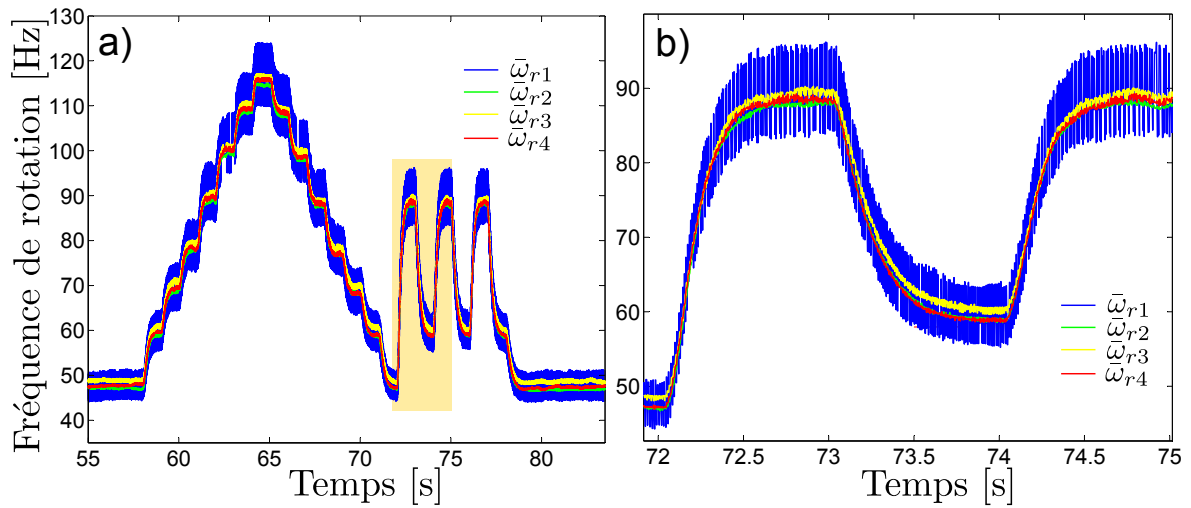 a)
Fréquence de rotation [Hz]
130
120
110
100
90
80
70
60
50
40
ω̄r1
ω̄r2
ω̄r3
ω̄r4
55
60
65
70
75
80
Temps [s]
b)
90
80
70
60
50
ω̄r1
ω̄r2
ω̄r3
ω̄r4
72
72.5
73
73.5
74
74.5
75
Temps [s]